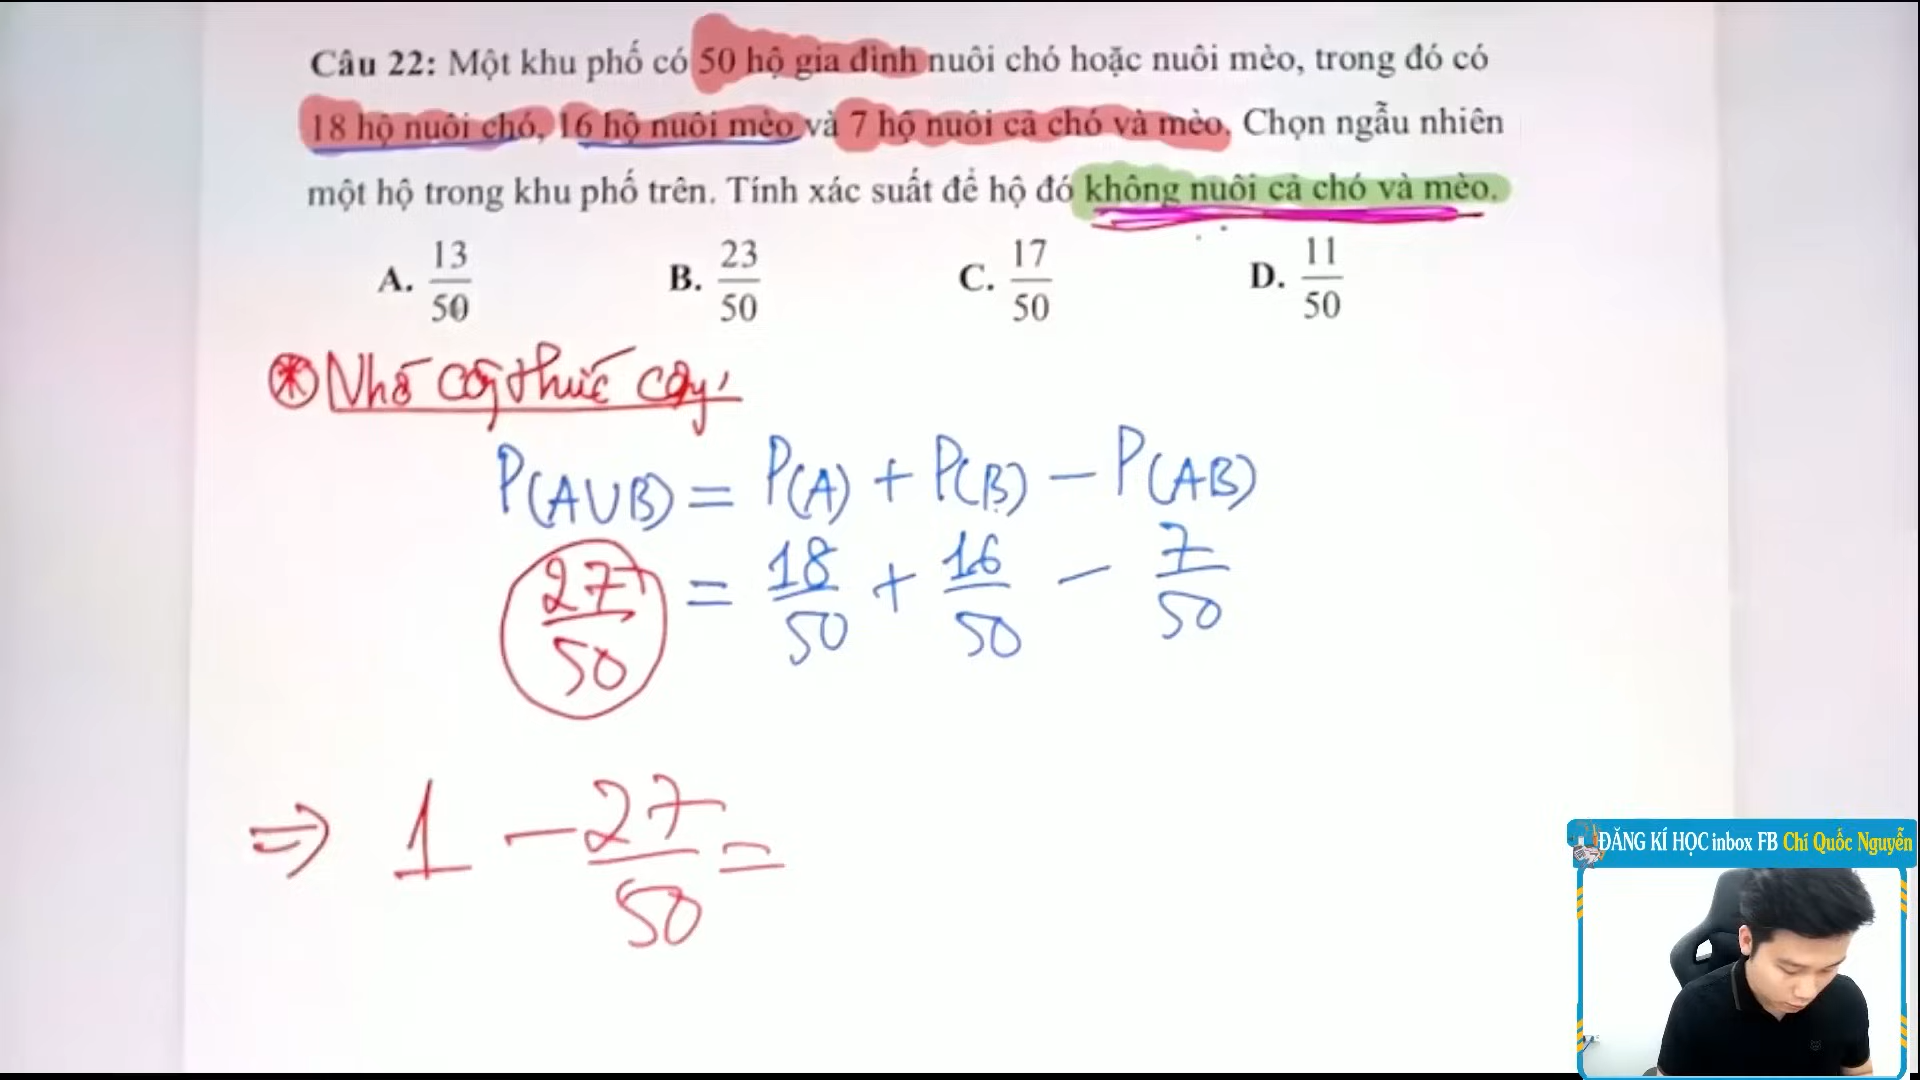 Câu 22: Một khu phố có 50 hộ gia đình nuôi chó hoặc nuôi mèo, trong đó có
18 hộ nuôi chó, 16 hộ nuôi mèo và 7 hộ nuôi cả chó và mèo. Chọn ngẫu nhiên
một hộ trong khu phố trên. Tính xác suất để hộ đó không nuôi cả chó và mèo.
A. 13/50 B. 23/50 C. 17/50 D. 11/50
P(A∪B) = P(A) + P(B) - P(AB)
27/50 = 18/50 + 16/50 - 7/50
⇒ 1 - 27/50 =
ĐĂNG KÍ HỌC inbox FB Chí Quốc Nguyễn